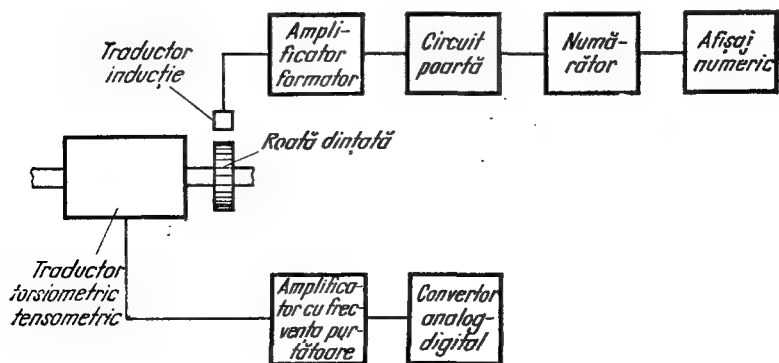 Traductor
inducție
Ampli-
ficator
formator
Circuit
poartă
Numă-
rător
Afișaj
numeric
Roată dințată
Traductor
torsiometric
tensometric
Amplifica-
tor cu frec-
vența pur-
tătoare
Convertor
analog-
digital